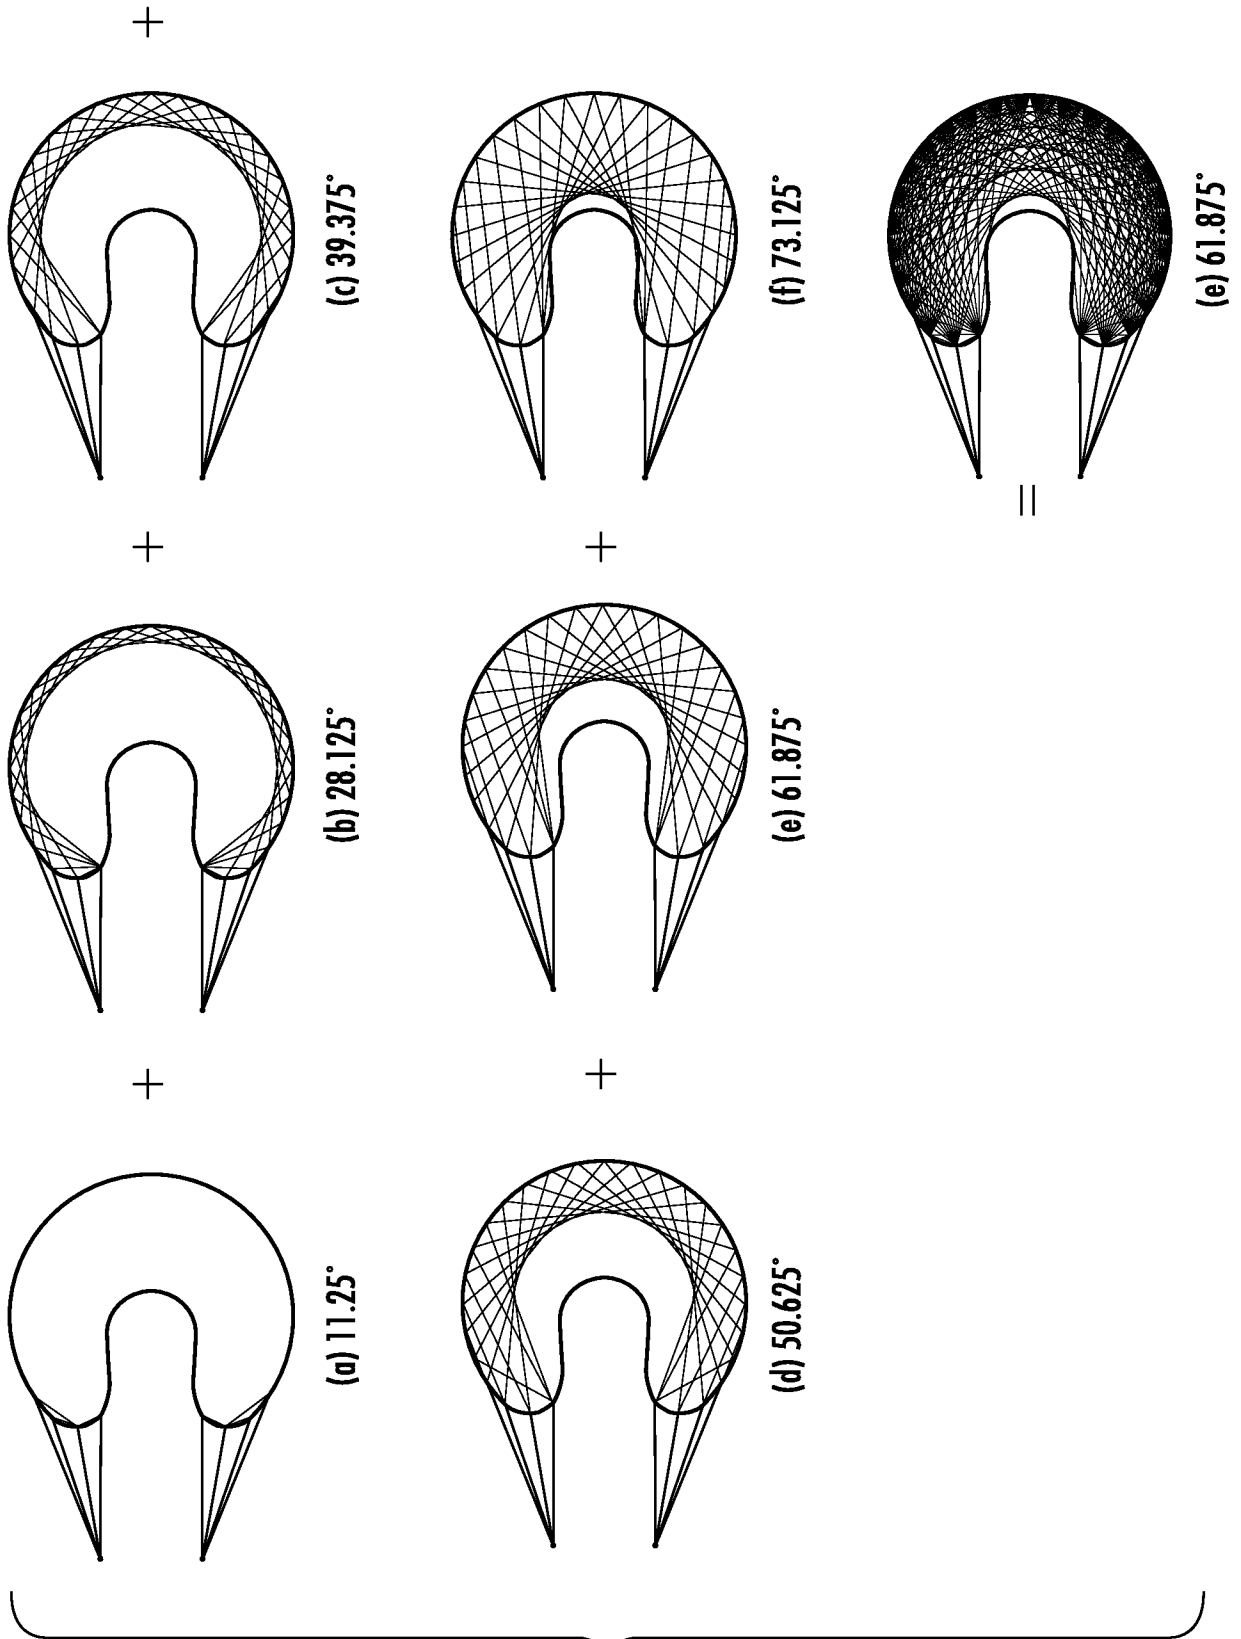 (a) 11.25°
+
(b) 28.125°
+
(c) 39.375°
+
(d) 50.625°
+
(e) 61.875°
+
(f) 73.125°
=
(e) 61.875°